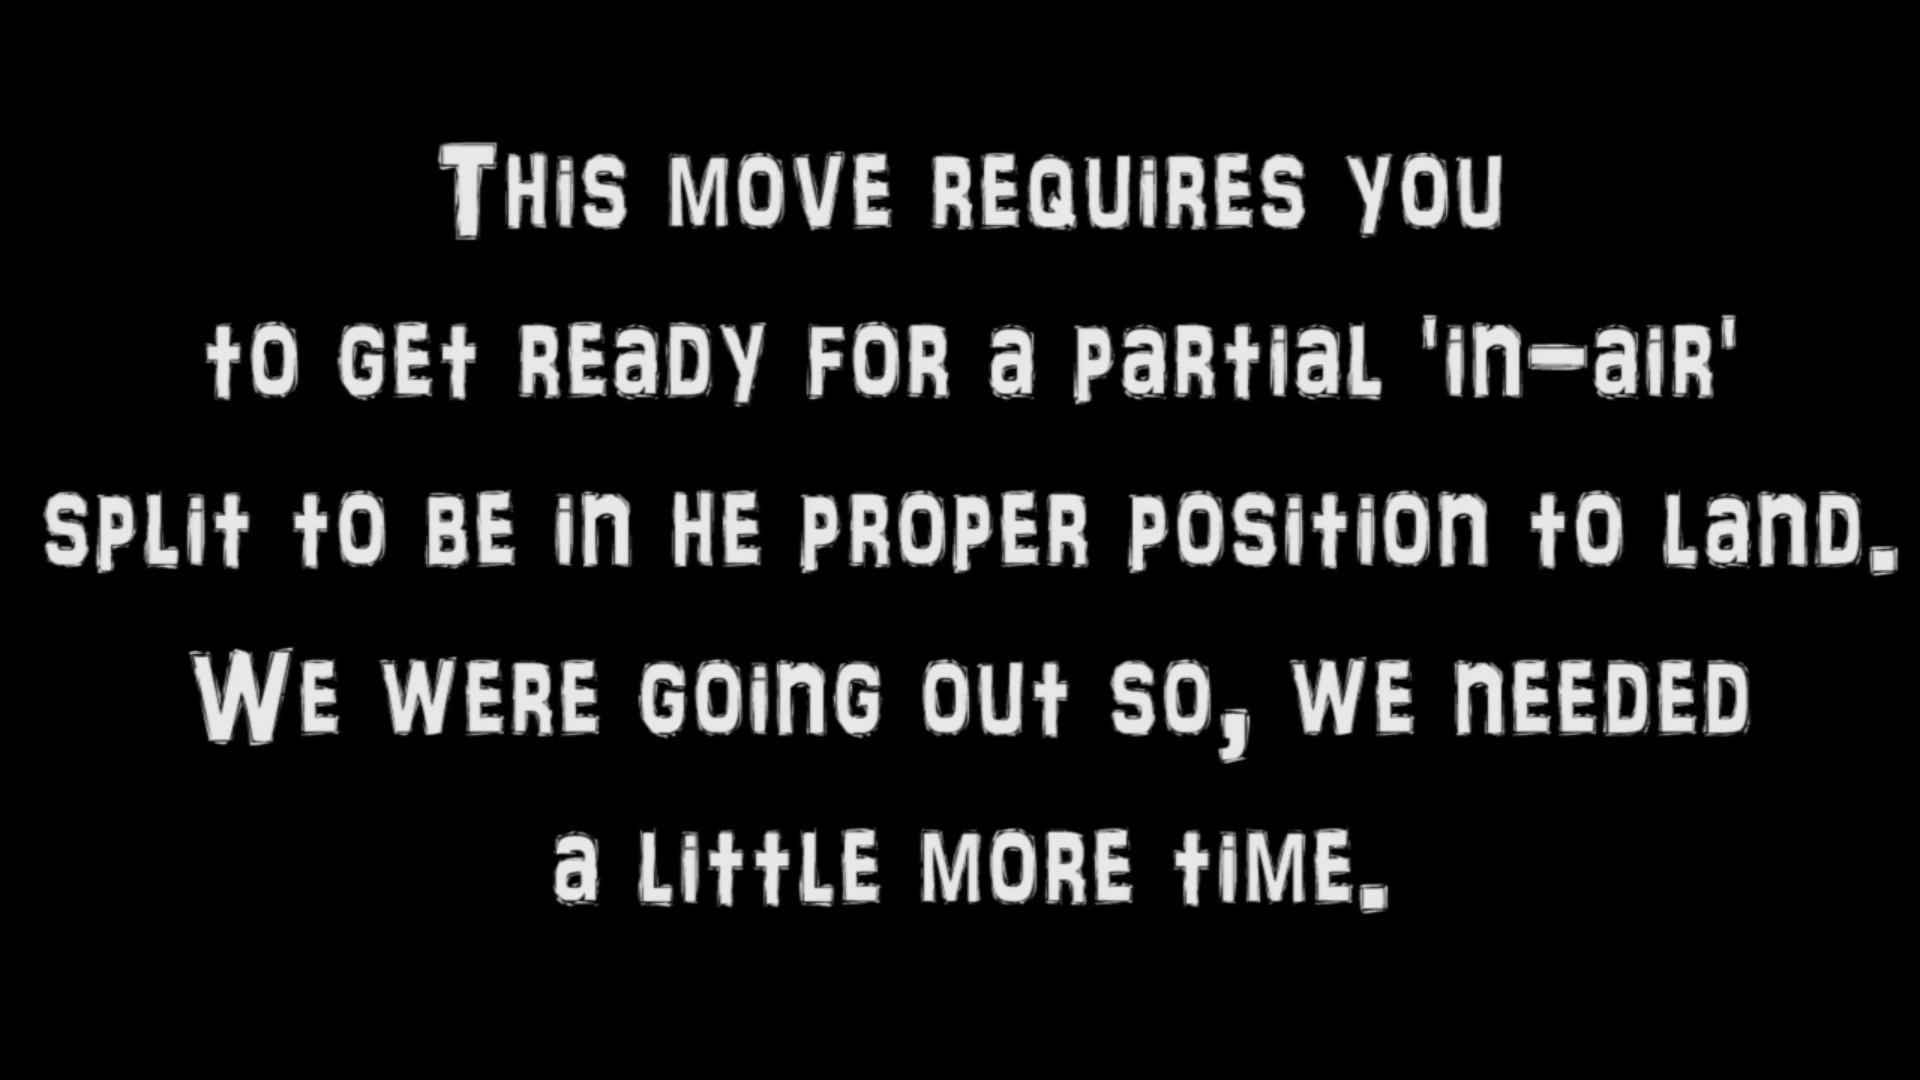 This move requires you
to get ready for a partial 'in-air'
split to be in he proper position to land.
We were going out so, we needed
a little more time.